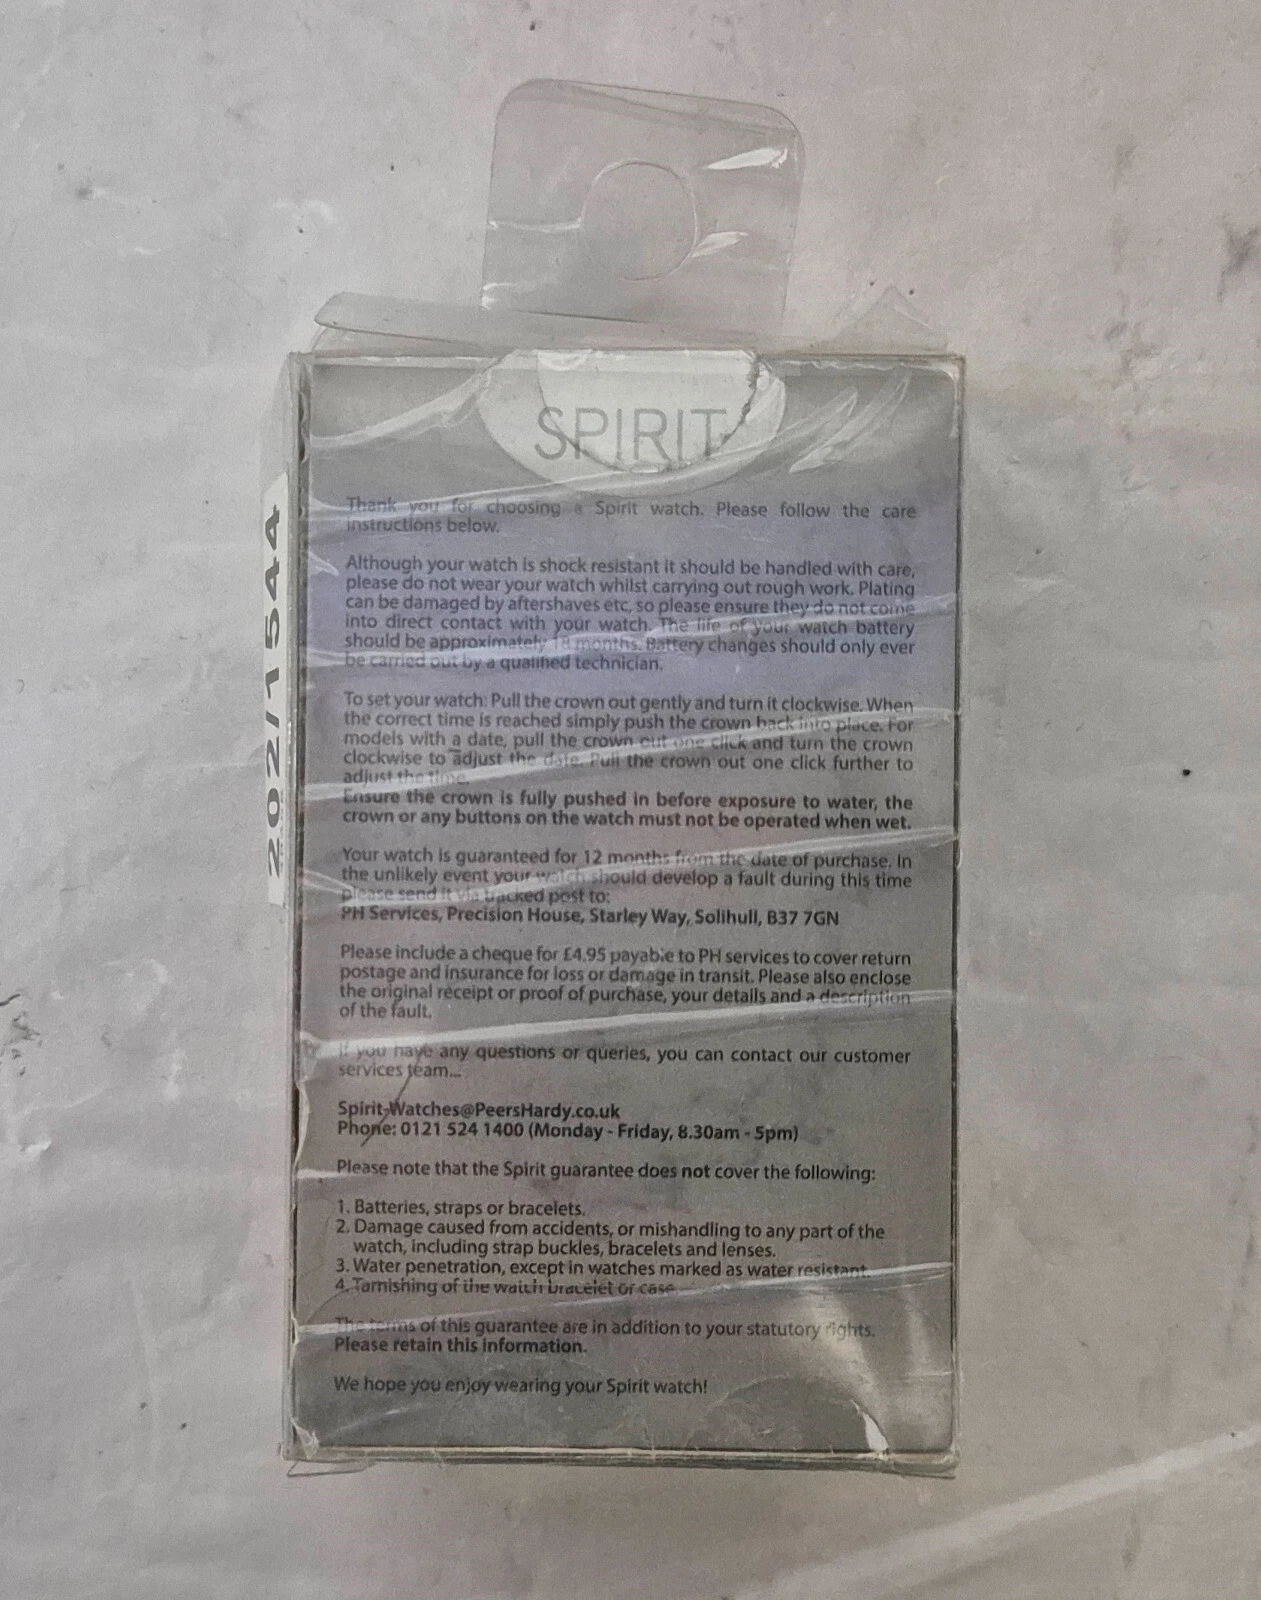 SPIRIT
Thank you for choosing a Spirit watch. Please follow the care
instructions below.
Although your watch is shock resistant it should be handled with care,
please do not wear your watch whilst carrying out rough work. Plating
can be damaged by aftershaves etc, so please ensure they do not come
into direct contact with your watch. The life of your watch battery
should be approximately 18 months. Battery changes should only ever
be carried out by a qualified technician.
To set your watch: Pull the crown out gently and turn it clockwise. When
the correct time is reached simply push the crown back into place. For
models with a date, pull the crown out one click and turn the crown
clockwise to adjust the date. Pull the crown out one click further to
adjust the time.
Ensure the crown is fully pushed in before exposure to water, the
crown or any buttons on the watch must not be operated when wet.
Your watch is guaranteed for 12 months from the date of purchase. In
the unlikely event your watch should develop a fault during this time
please send it via tracked post to:
PH Services, Precision House, Starley Way, Solihull, B37 7GN
Please include a cheque for £4.95 payable to PH services to cover return
postage and insurance for loss or damage in transit. Please also enclose
the original receipt or proof of purchase, your details and a description
of the fault.
If you have any questions or queries, you can contact our customer
services team...
Spirit-Watches@PeersHardy.co.uk
Phone: 0121 524 1400 (Monday - Friday, 8.30am - 5pm)
Please note that the Spirit guarantee does not cover the following:
1. Batteries, straps or bracelets.
2. Damage caused from accidents, or mishandling to any part of the
watch, including strap buckles, bracelets and lenses.
3. Water penetration, except in watches marked as water resistant.
4. Tarnishing of the watch bracelet or case
The terms of this guarantee are in addition to your statutory rights.
Please retain this information.
We hope you enjoy wearing your Spirit watch!
202/1544